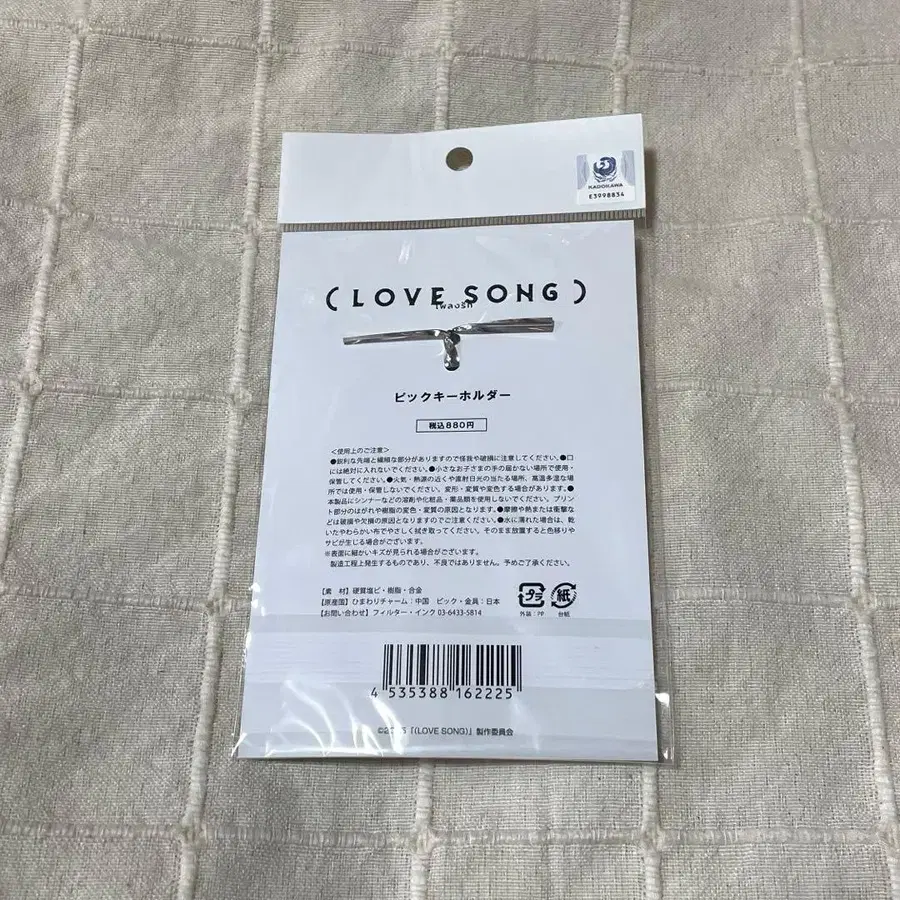 KADOKAWA
E3998834
( LOVE SONG )
ピックキーホルダー
税込880円
<使用上のご注意>
●鋭利な先端と繊細な部分がありますので怪我や破損に注意してください。●口
には絶対に入れないでください。●小さなお子さまの手の届かない場所で使用・
保管してください。●火気・熱源の近くや直射日光の当たる場所、高温多湿な場
所では使用・保管しないでください。変形・変質や変色する場合があります。●
本製品にシンナーなどの溶剤や化粧品・薬品類を使用しないでください。プリン
ト部分のはがれや樹脂の変色・変質の原因となります。●摩擦や熱または衝撃な
どは破損や欠損の原因となりますのでご注意ください。●水に濡れた場合は、乾
いたやわらかい布でやさしく拭き取ってください。そのまま放置すると色移りや
サビが生じる場合がございます。
※表面に細かいキズが見られる場合がございます。
製造工程上発生するものであり、不良ではありません。予めご了承ください。
【素 材】硬質塩ビ・樹脂・合金
【原産国】ひまわりチャーム:中国 ピック・金具:日本
【お問い合わせ】フィルター・インク 03-6433-5814
プラ 紙
外装:PP 台紙
4 535388 162225
「(LOVE SONG)」製作委員会